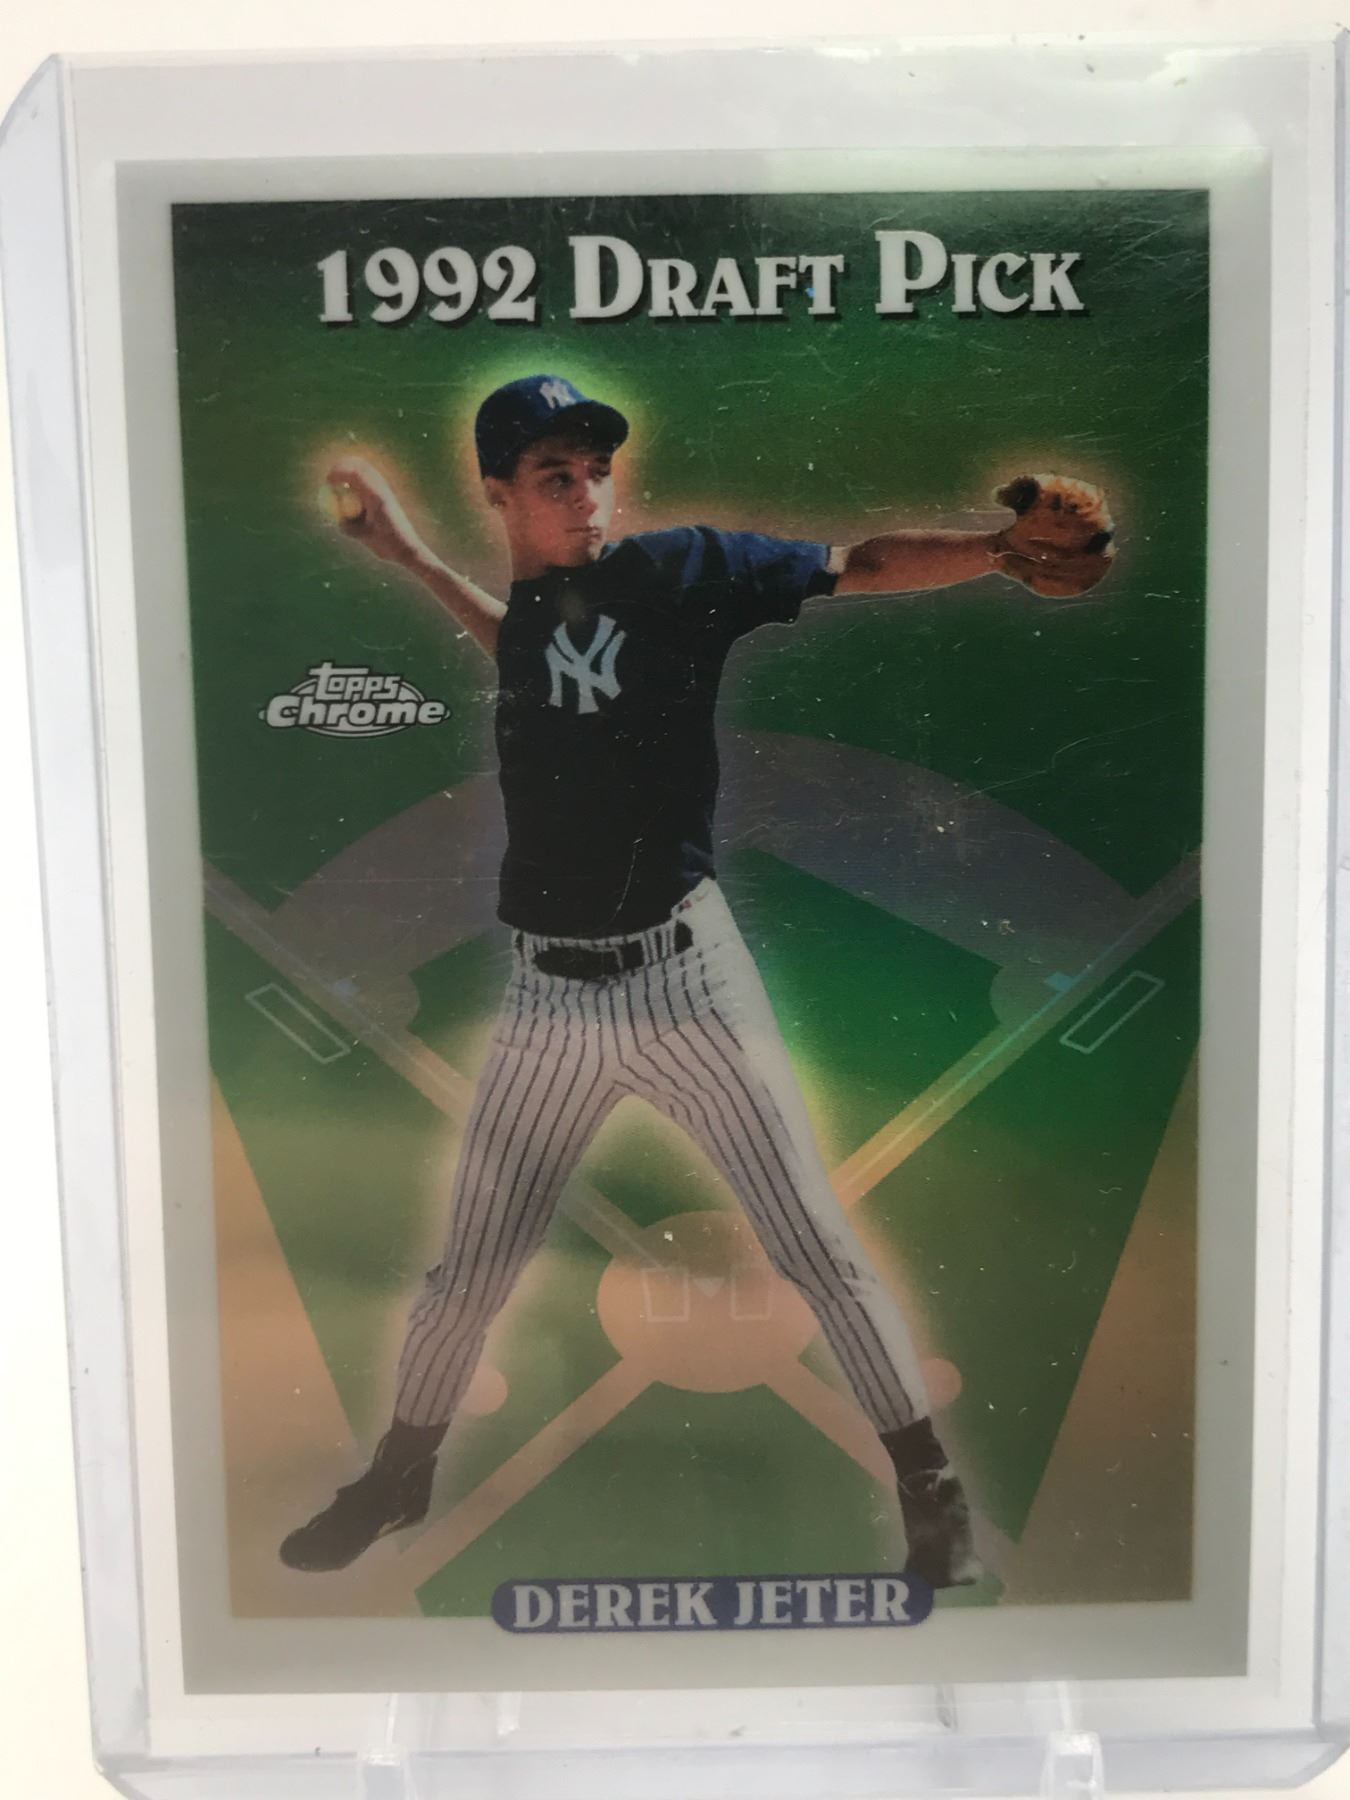 1992 DRAFT PICK
NY
NY
topps
Chrome
DEREK JETER